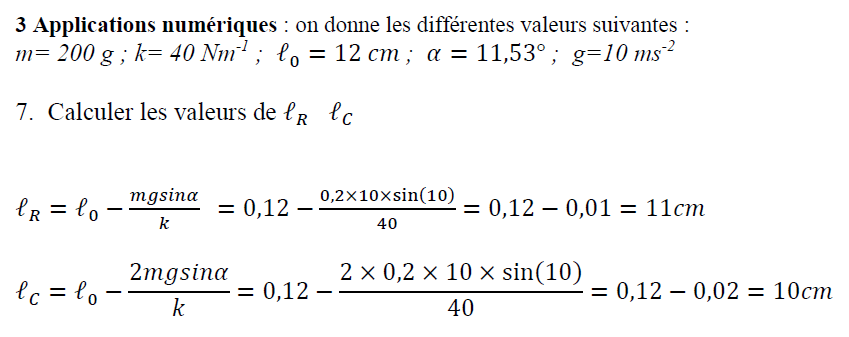 3 Applications numériques : on donne les différentes valeurs suivantes :
m= 200 g ; k= 40 Nm⁻¹ ; ℓ₀ = 12 cm ; α = 11,53° ; g=10 ms⁻²
7. Calculer les valeurs de ℓ_R ℓ_C
ℓ_R = ℓ₀ − mgsinα/k = 0,12 − 0,2×10×sin(10)/40 = 0,12 − 0,01 = 11cm
ℓ_C = ℓ₀ − 2mgsinα/k = 0,12 − 2 × 0,2 × 10 × sin(10)/40 = 0,12 − 0,02 = 10cm